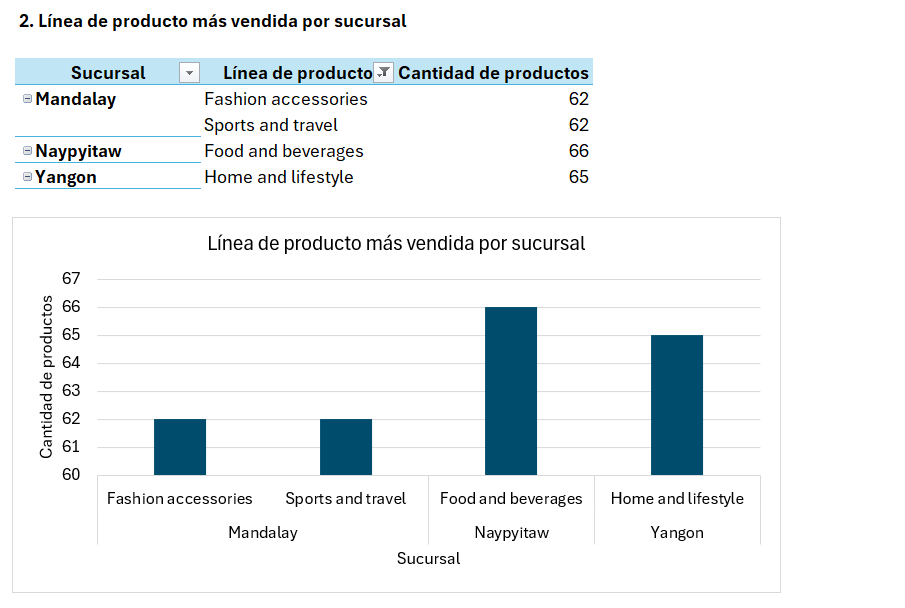 2. Línea de producto más vendida por sucursal
Sucursal Línea de producto Cantidad de productos
Mandalay Fashion accessories 62
Sports and travel 62
Naypyitaw Food and beverages 66
Yangon Home and lifestyle 65
Línea de producto más vendida por sucursal
Cantidad de productos
67
66
65
64
63
62
61
60
Fashion accessories Sports and travel Food and beverages Home and lifestyle
Mandalay Naypyitaw Yangon
Sucursal